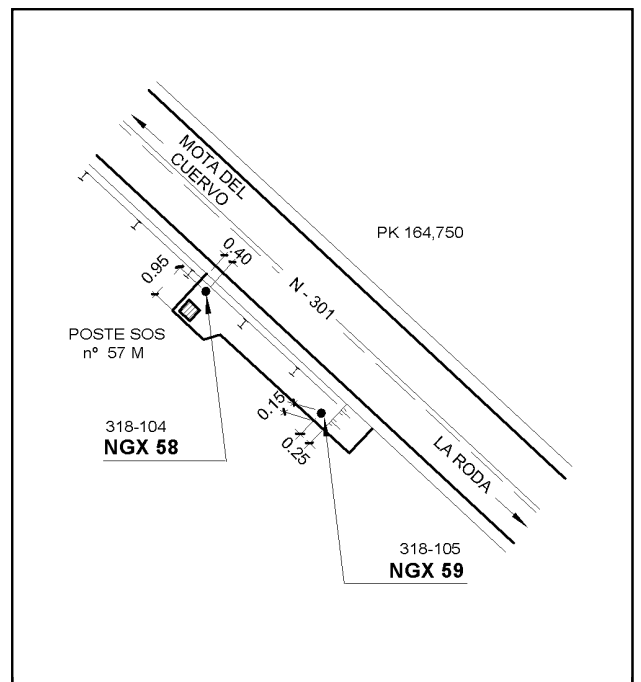 MOTA DEL
CUERVO
PK 164,750
0.40
0.95
N - 301
POSTE SOS
nº 57 M
0.15
0.25
318-104
NGX 58
LA RODA
318-105
NGX 59